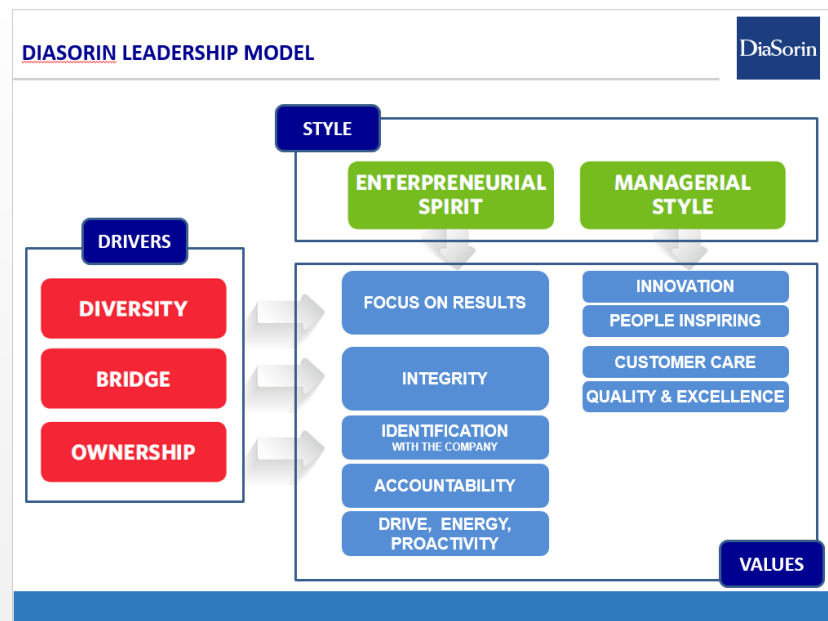 DIASORIN LEADERSHIP MODEL
DiaSorin
STYLE
ENTERPRENEURIAL
SPIRIT
MANAGERIAL
STYLE
DRIVERS
DIVERSITY
BRIDGE
OWNERSHIP
FOCUS ON RESULTS
INTEGRITY
IDENTIFICATION
WITH THE COMPANY
ACCOUNTABILITY
DRIVE, ENERGY,
PROACTIVITY
INNOVATION
PEOPLE INSPIRING
CUSTOMER CARE
QUALITY & EXCELLENCE
VALUES